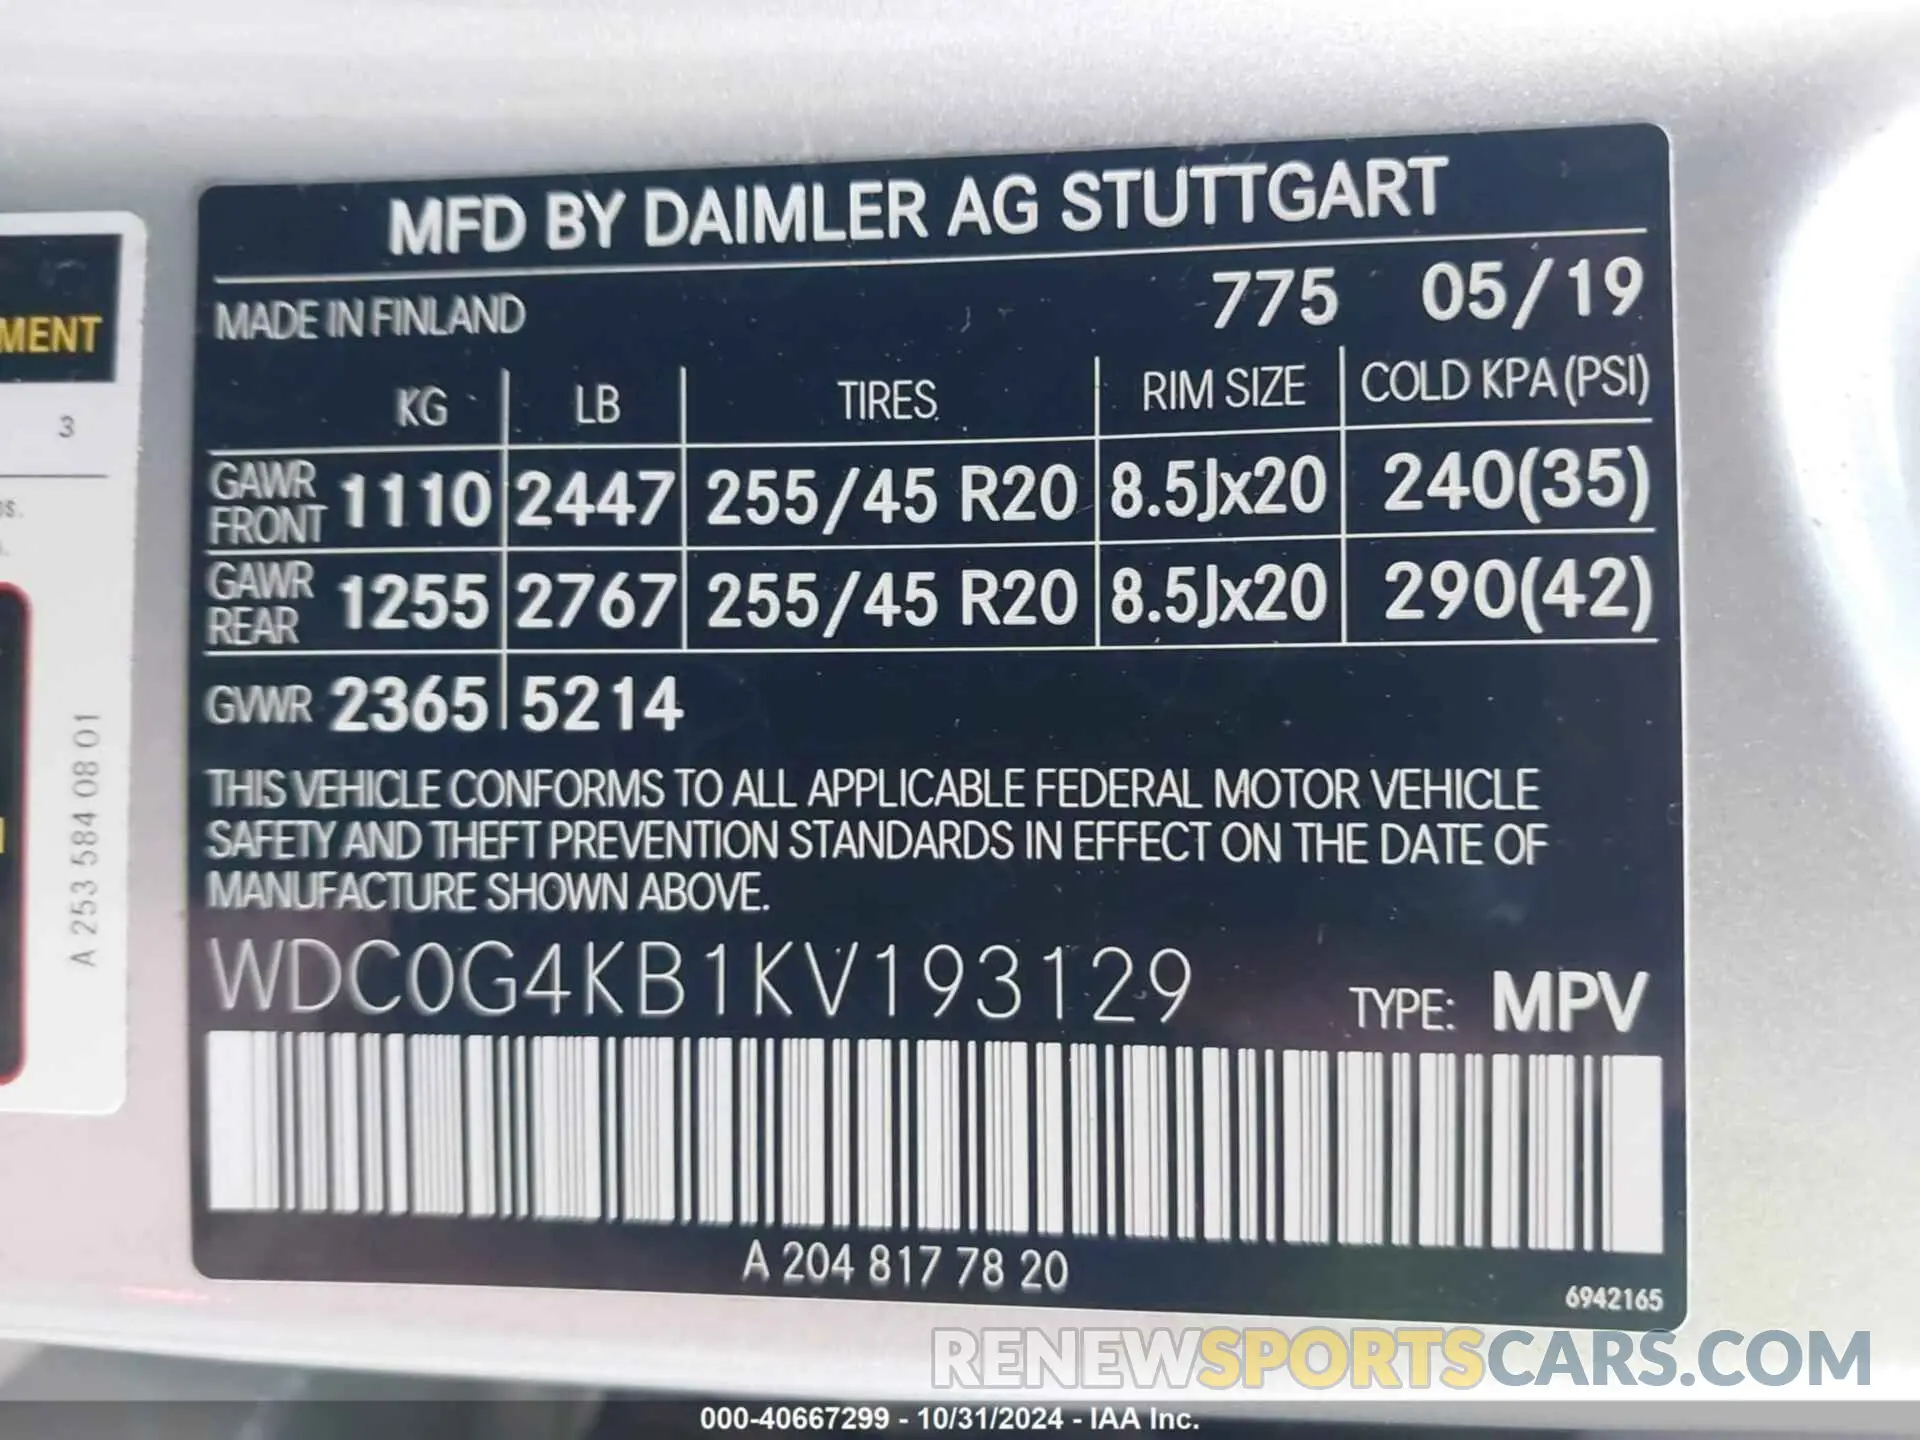 MFD BY DAIMLER AG STUTTGART
MADE IN FINLAND 775 05/19
KG LB TIRES RIM SIZE COLD KPA (PSI)
GAWR FRONT 1110 2447 255/45 R20 8.5Jx20 240(35)
GAWR REAR 1255 2767 255/45 R20 8.5Jx20 290(42)
GVWR 2365 5214
THIS VEHICLE CONFORMS TO ALL APPLICABLE FEDERAL MOTOR VEHICLE
SAFETY AND THEFT PREVENTION STANDARDS IN EFFECT ON THE DATE OF
MANUFACTURE SHOWN ABOVE.
WDC0G4KB1KV193129 TYPE: MPV
A 204 817 78 20
6942165
MENT
3
A 253 584 08 01
RENEWSPORTSCARS.COM
000-40667299 - 10/31/2024 - IAA Inc.